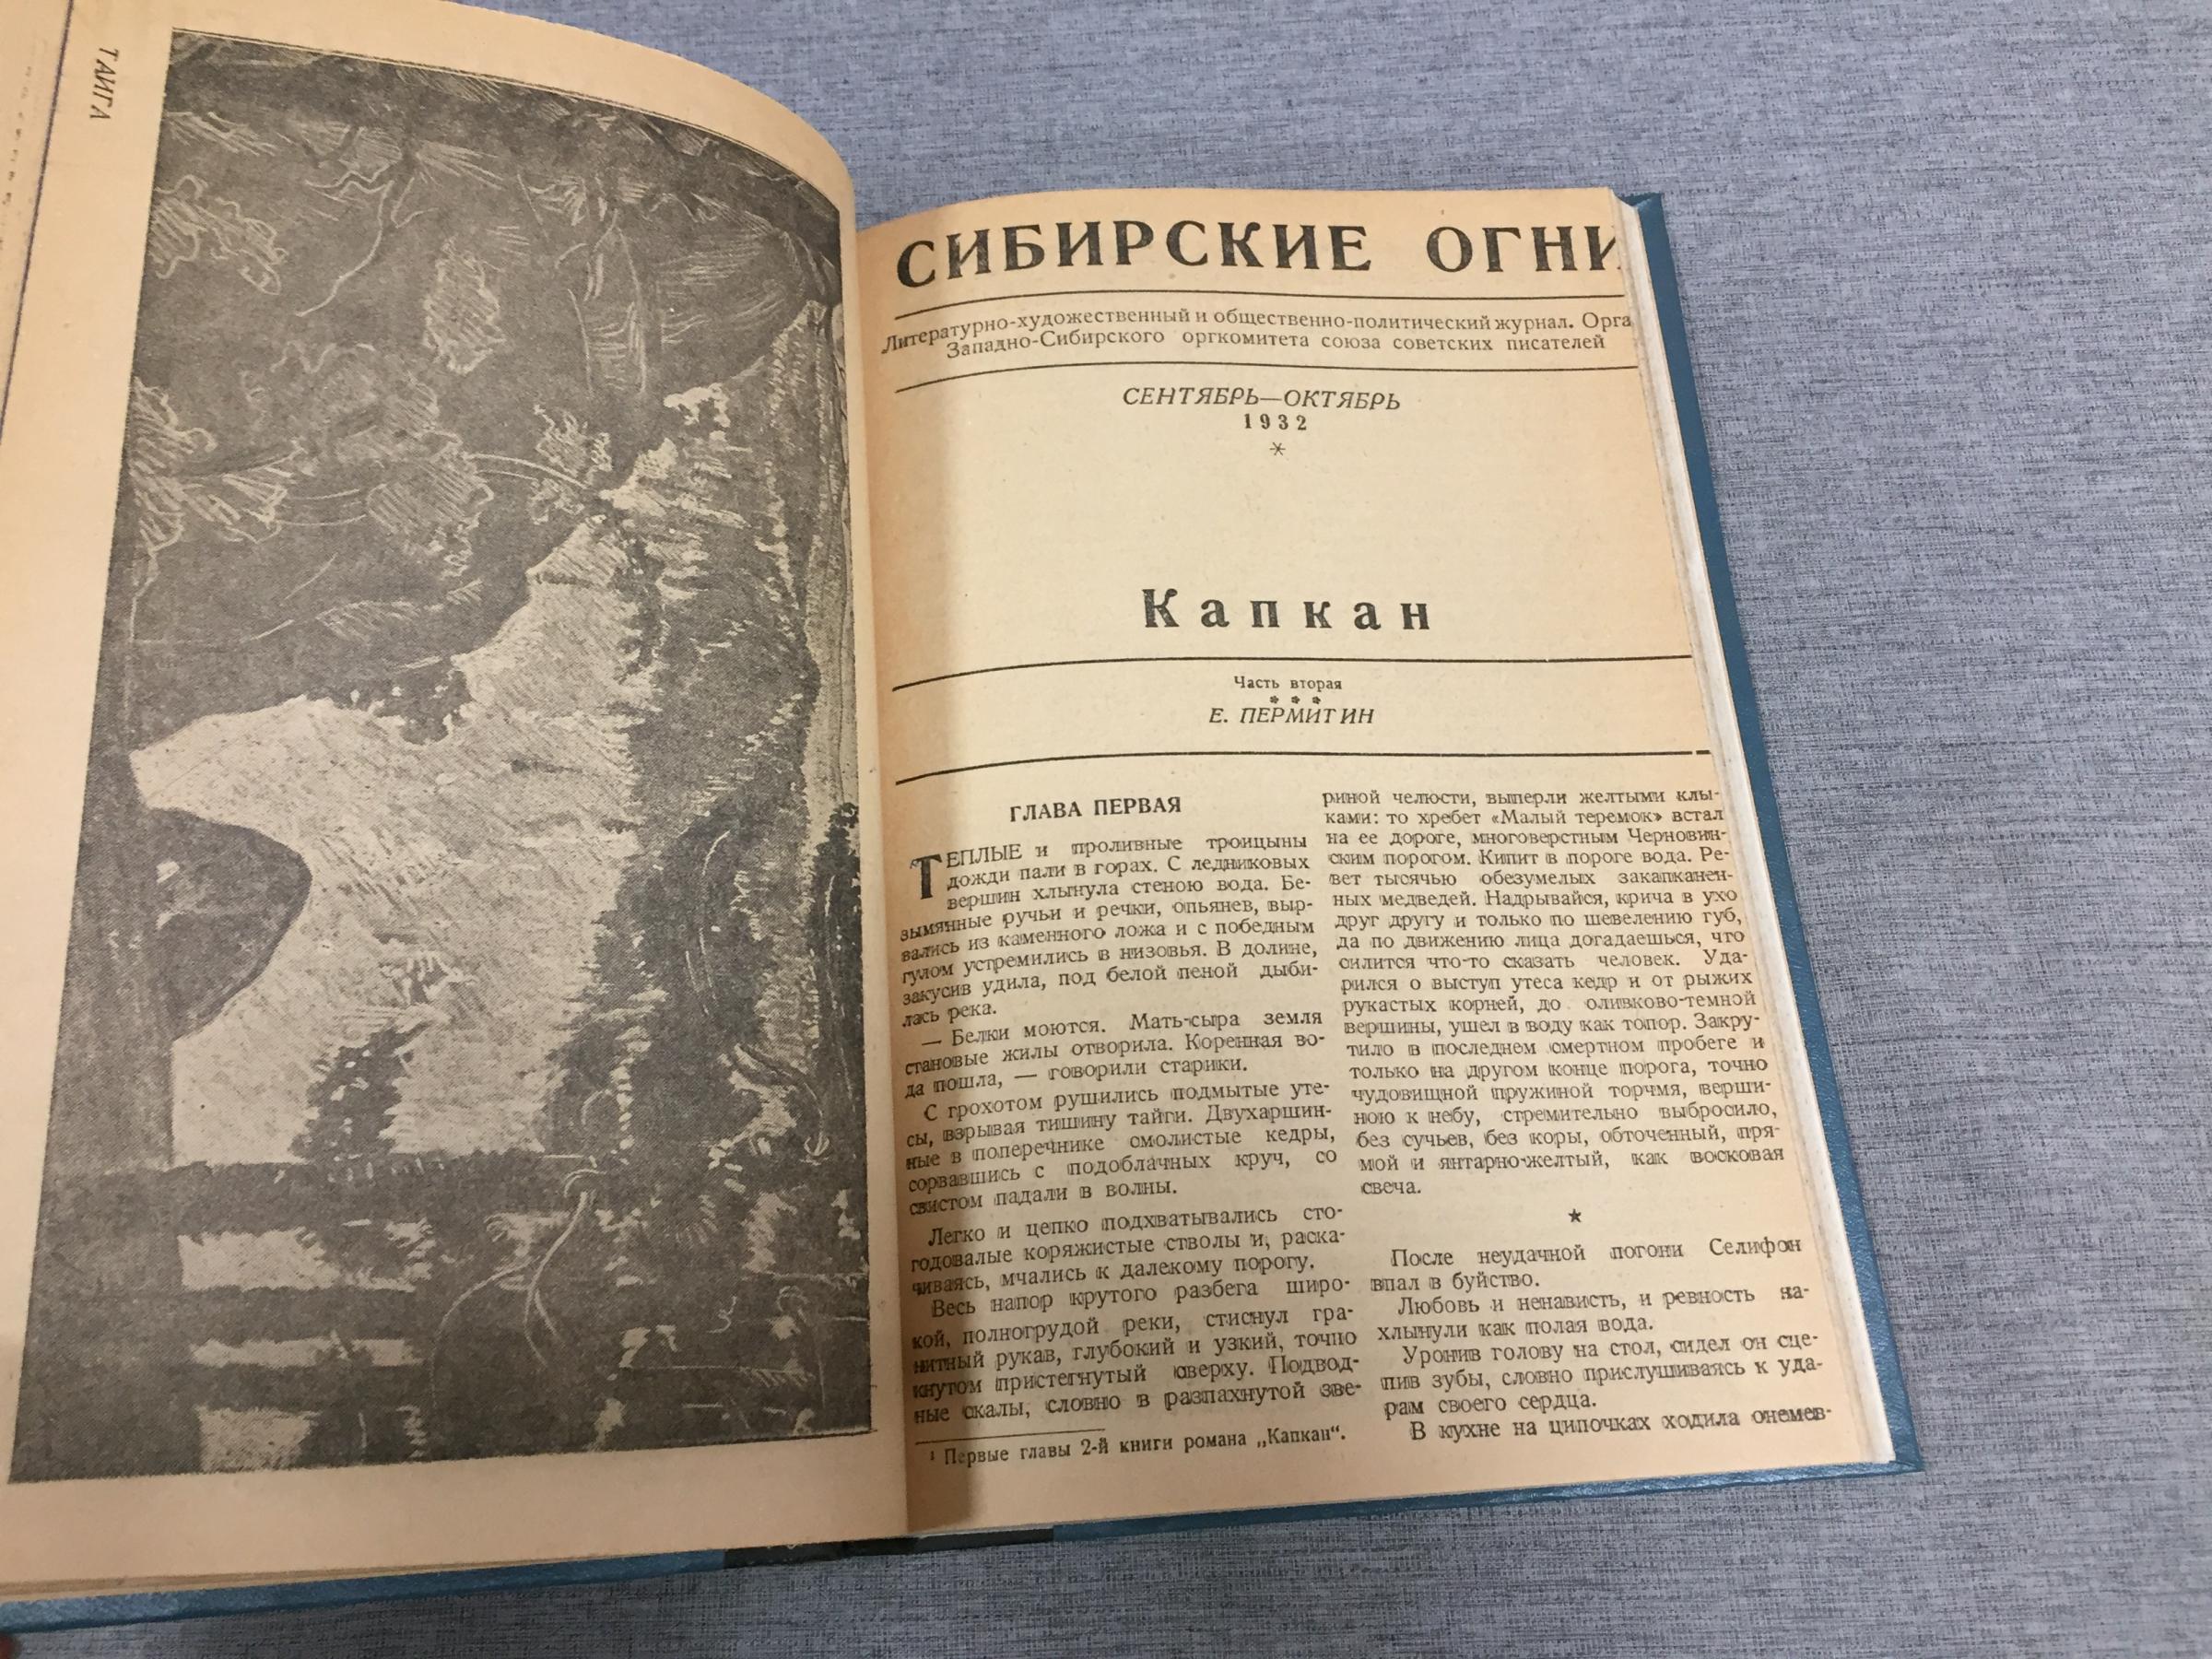 ТАЙГА
СИБИРСКИЕ ОГНИ
Литературно-художественный и общественно-политический журнал. Орга
Западно-Сибирского оргкомитета союза советских писателей
СЕНТЯБРЬ—ОКТЯБРЬ
1932
*
Капкан
Часть вторая
* * *
Е. ПЕРМИТИН
ГЛАВА ПЕРВАЯ
ТЕПЛЫЕ и проливные троицыны
дожди пали в горах. С ледниковых
вершин хлынула стеною вода. Бе-
зымянные ручьи и речки, опьянев, выр-
вались из каменного ложа и с победным
гулом устремились в низовья. В долине,
закусив удила, под белой пеной дыби-
лась река.
— Белки моются. Мать-сыра земля
становые жилы отворила. Коренная во-
да пошла, — говорили старики.
С грохотом рушились подмытые уте-
сы, взрывая тишину тайги. Двухаршин-
ные в поперечнике смолистые кедры,
сорвавшись с подоблачных круч, со
свистом падали в волны.
Легко и цепко подхватывались сто-
годовалые коряжистые стволы и, раска-
чиваясь, мчались к далекому порогу.
Весь напор крутого разбега широ-
кой, полногрудой реки, стиснул гра-
нитный рукав, глубокий и узкий, точно
кнутом пристегнутый сверху. Подвод-
ные скалы, словно в распахнутой зве-
¹ Первые главы 2-й книги романа „Капкан“.
риной челюсти, выперли желтыми клы-
ками: то хребет «Малый теремок» встал
на ее дороге, многоверстным Черновин-
ским порогом. Кипит в пороге вода. Ре-
вет тысячью обезумелых закапканен-
ных медведей. Надрывайся, крича в ухо
друг другу и только по шевелению губ,
да по движению лица догадаешься, что
силится что-то сказать человек. Уда-
рился о выступ утеса кедр и от рыжих
рукастых корней, до оливково-темной
вершины, ушел в воду как топор. Закру-
тило в последнем смертном пробеге и
только на другом конце порога, точно
чудовищной пружиной торчмя, верши-
ною к небу, стремительно выбросило,
без сучьев, без коры, обточенный, пря-
мой и янтарно-желтый, как восковая
свеча.
★
После неудачной погони Селифон
впал в буйство.
Любовь и ненависть, и ревность на-
хлынули как полая вода.
Уронив голову на стол, сидел он сце-
пив зубы, словно прислушиваясь к уда-
рам своего сердца.
В кухне на ципочках ходила онемев-